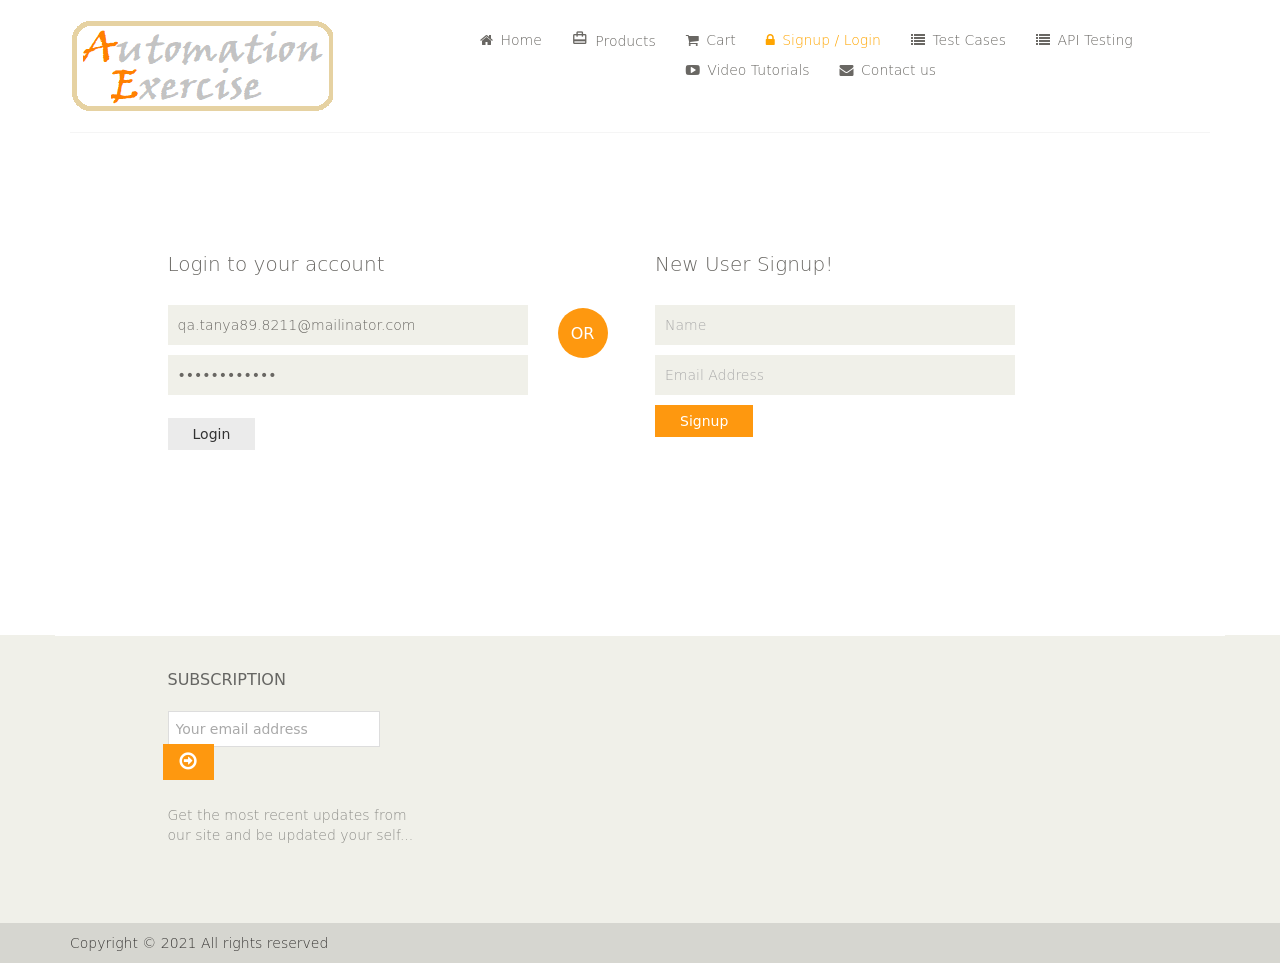 Automation
Exercise
Home
Products
Cart
Signup / Login
Test Cases
API Testing
Video Tutorials
Contact us
Login to your account
qa.tanya89.8211@mailinator.com
••••••••••••
Login
OR
New User Signup!
Name
Email Address
Signup
SUBSCRIPTION
Your email address
Get the most recent updates from
our site and be updated your self...
Copyright © 2021 All rights reserved